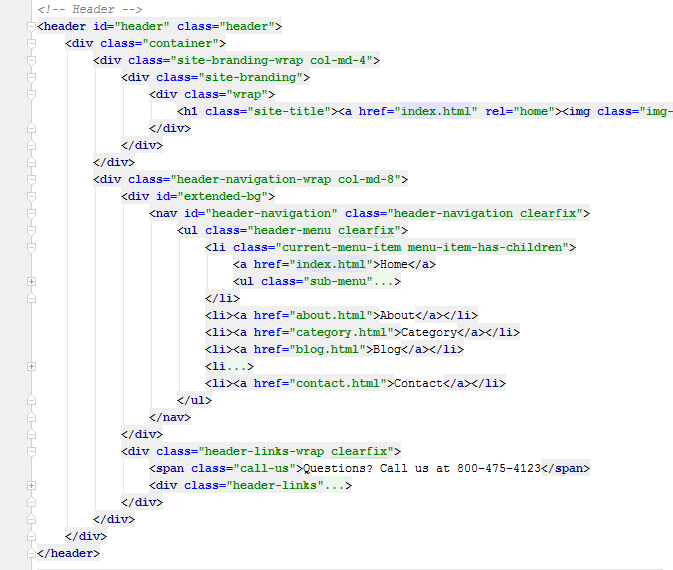 <!-- Header -->
<header id="header" class="header">
<div class="container">
<div class="site-branding-wrap col-md-4">
<div class="site-branding">
<div class="wrap">
<h1 class="site-title"><a href="index.html" rel="home"><img class="img-
</div>
</div>
</div>
<div class="header-navigation-wrap col-md-8">
<div id="extended-bg">
<nav id="header-navigation" class="header-navigation clearfix">
<ul class="header-menu clearfix">
<li class="current-menu-item menu-item-has-children">
<a href="index.html">Home</a>
<ul class="sub-menu"...>
</li>
<li><a href="about.html">About</a></li>
<li><a href="category.html">Category</a></li>
<li><a href="blog.html">Blog</a></li>
<li...>
<li><a href="contact.html">Contact</a></li>
</ul>
</nav>
</div>
<div class="header-links-wrap clearfix">
<span class="call-us">Questions? Call us at 800-475-4123</span>
<div class="header-links"...>
</div>
</div>
</div>
</header>